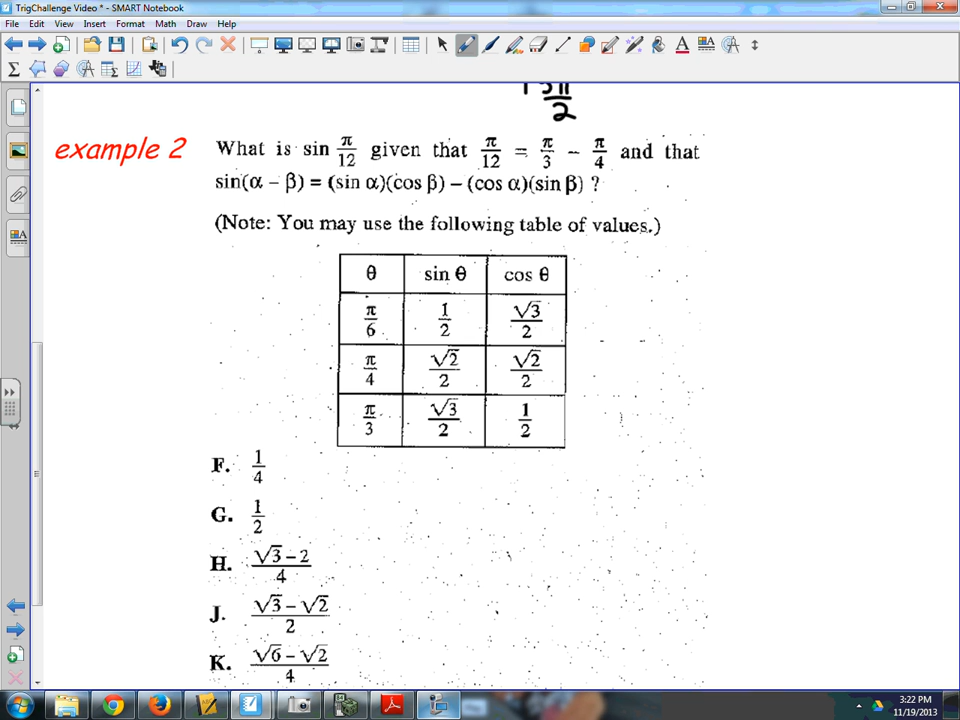 TrigChallenge Video * - SMART Notebook
File Edit View Insert Format Math Draw Help
π/2
example 2
What is sin π/12 given that π/12 = π/3 − π/4 and that
sin(α − β) = (sin α)(cos β) − (cos α)(sin β) ?
(Note: You may use the following table of values.)
θ sin θ cos θ
π/6 1/2 √3/2
π/4 √2/2 √2/2
π/3 √3/2 1/2
F. 1/4
G. 1/2
H. (√3 − 2)/4
J. (√3 − √2)/2
K. (√6 − √2)/4
3:22 PM
11/19/2013